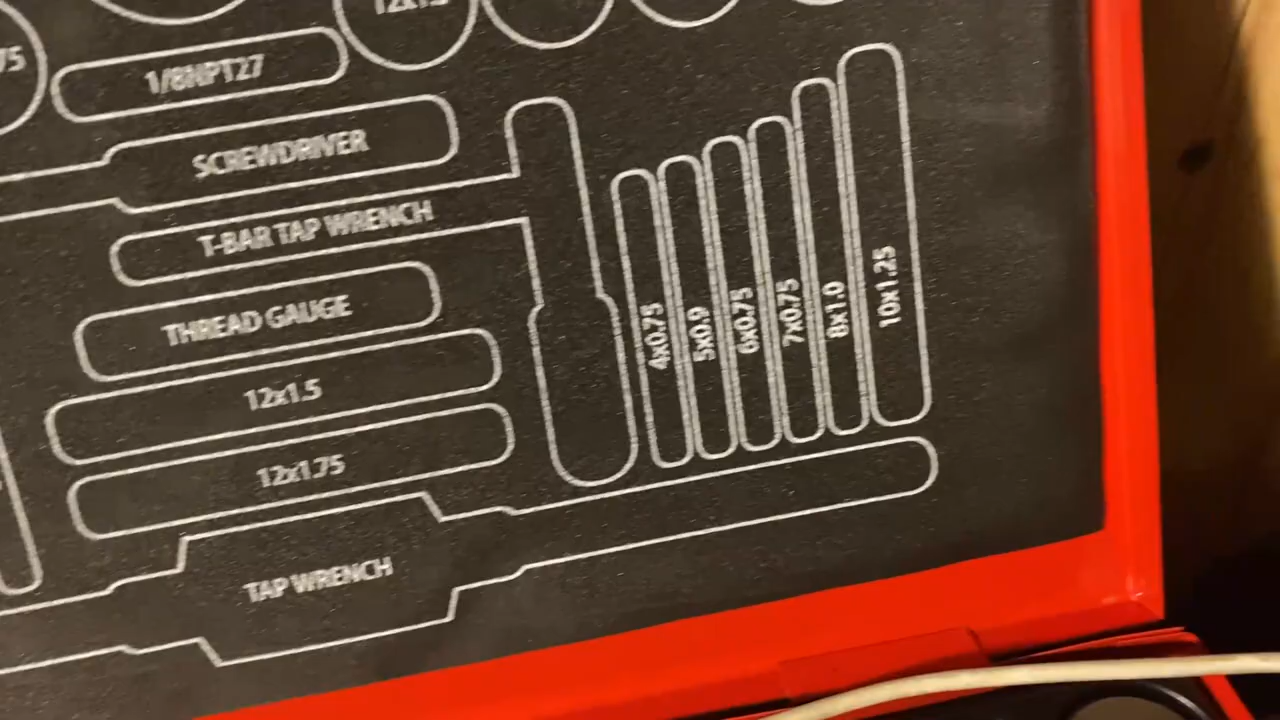 1/8NPT27
SCREWDRIVER
T-BAR TAP WRENCH
THREAD GAUGE
12x1.5
12x1.75
TAP WRENCH
4x0.75
5x0.9
6x0.75
7x0.75
8x1.0
10x1.25